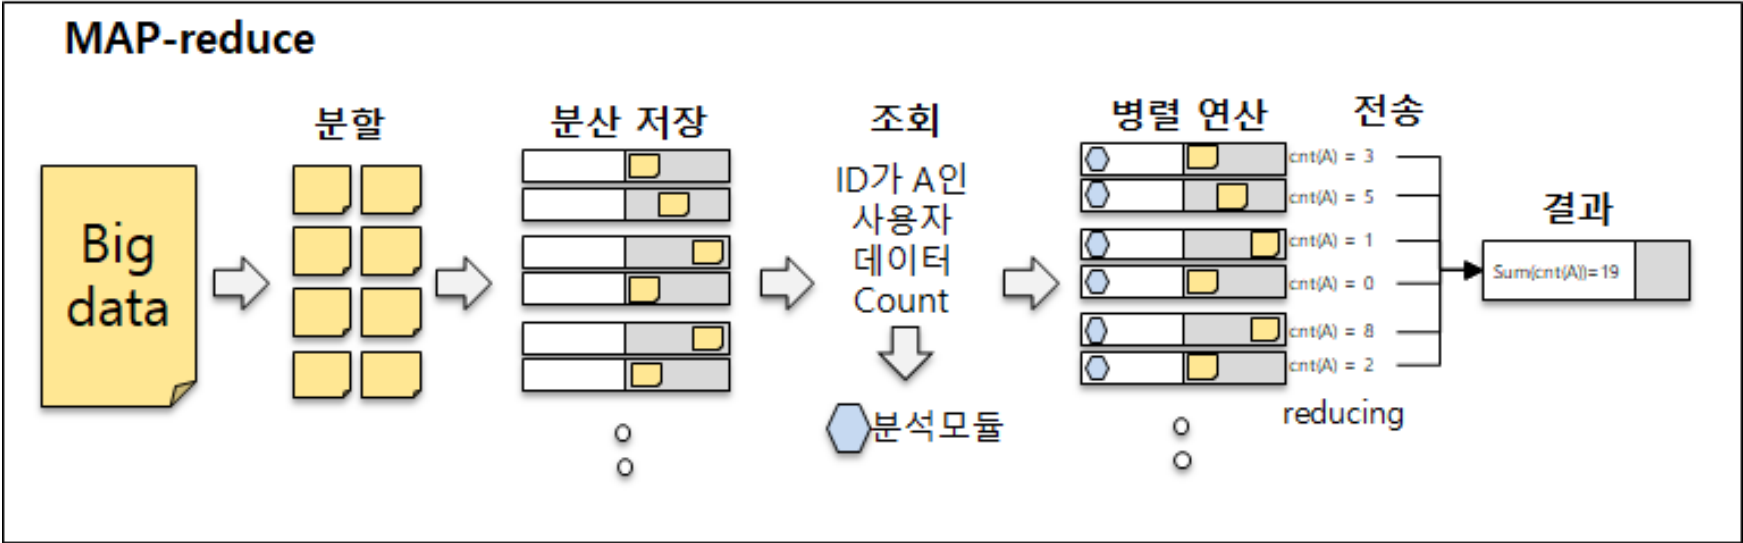 MAP-reduce
분할
분산 저장
조회
병렬 연산
전송
Big
data
ID가 A인
사용자
데이터
Count
분석모듈
cnt(A) = 3
cnt(A) = 5
cnt(A) = 1
cnt(A) = 0
cnt(A) = 8
cnt(A) = 2
reducing
결과
Sum(cnt(A))=19